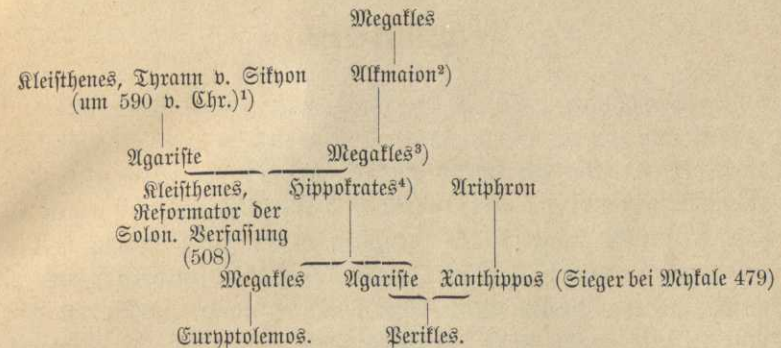 Megakles
Kleisthenes, Tyrann v. Sikyon
(um 590 v. Chr.)¹)
Alkmaion²)
Agariste
Megakles³)
Kleisthenes,
Reformator der
Solon. Verfassung
(508)
Hippokrates⁴)
Ariphron
Megakles
Agariste
Xanthippos (Sieger bei Mykale 479)
Euryptolemos.
Perikles.